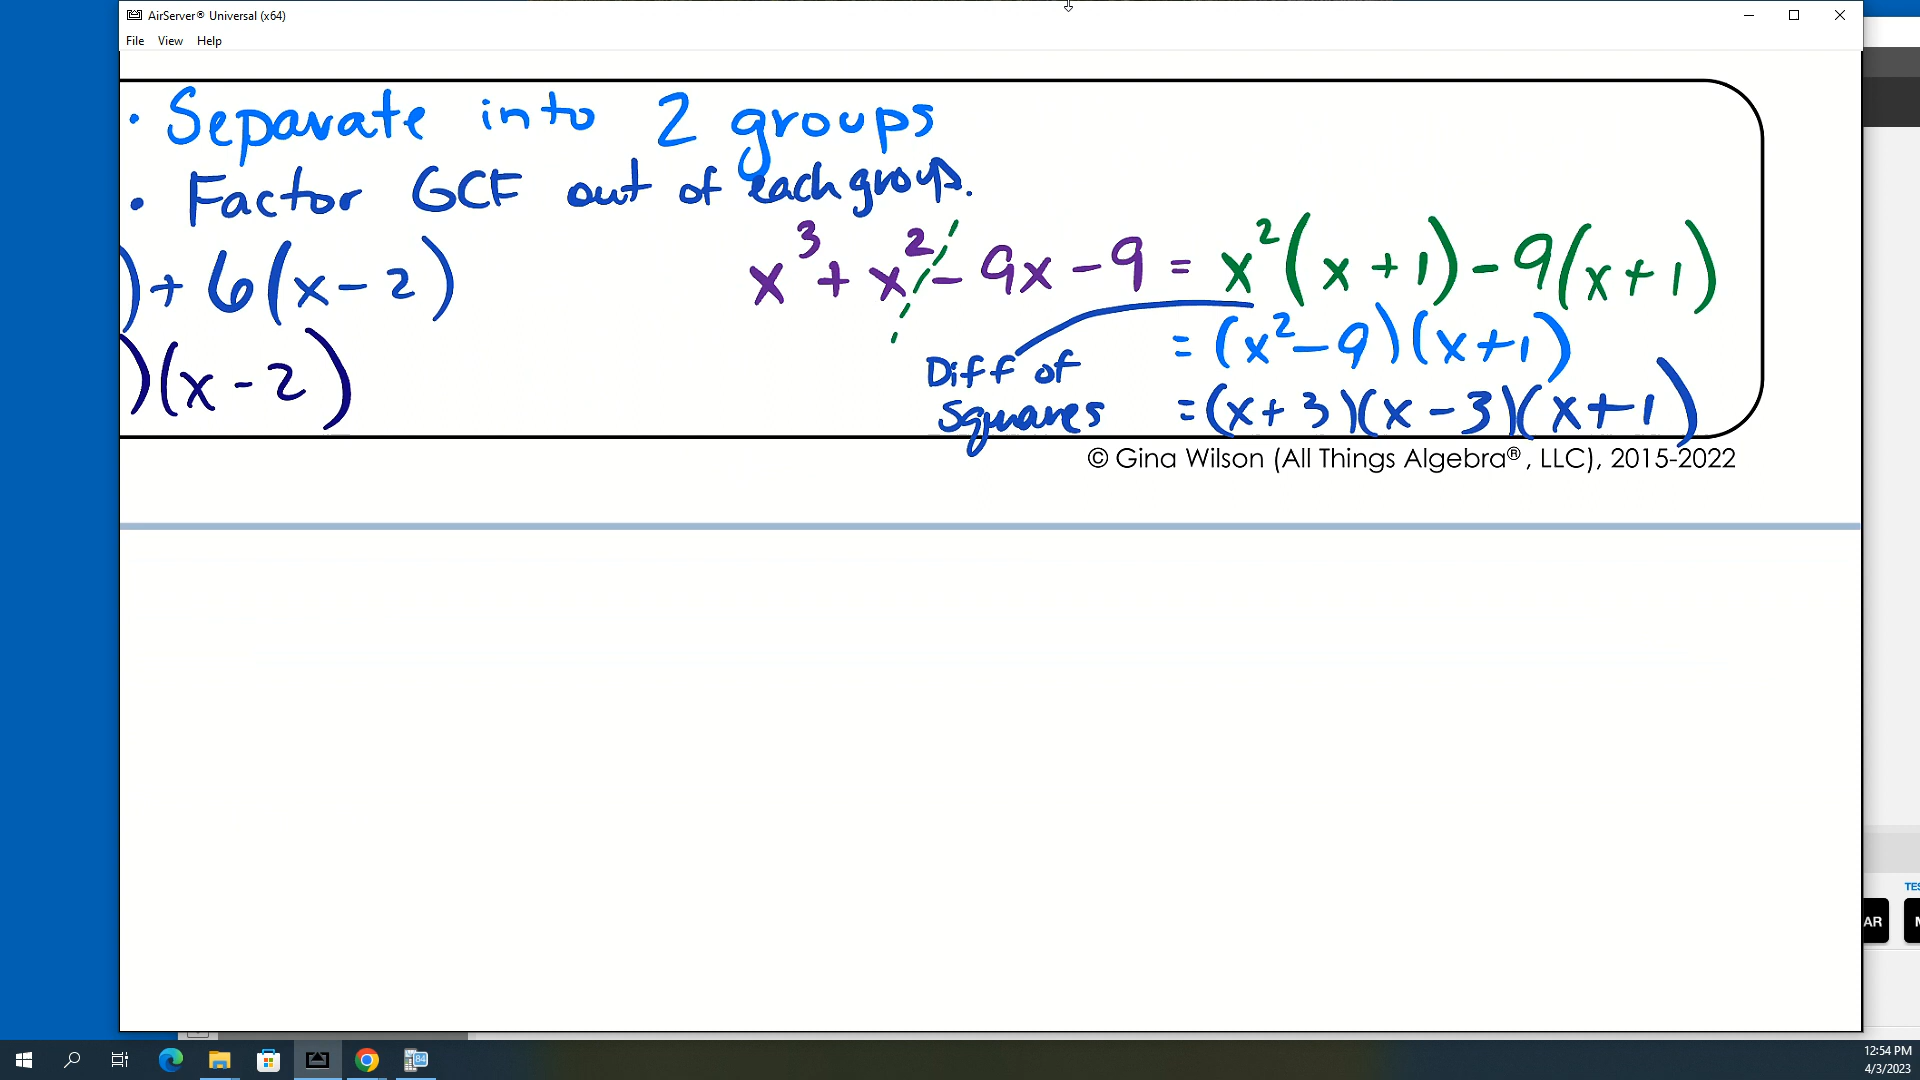 AirServer® Universal (x64)
File View Help
• Separate into 2 groups
• Factor GCF out of each group.
) + 6(x - 2)
)(x - 2)
x³ + x² - 9x - 9 = x²(x + 1) - 9(x + 1)
= (x² - 9)(x + 1)
Diff of
Squares
= (x + 3)(x - 3)(x + 1)
© Gina Wilson (All Things Algebra®, LLC), 2015-2022
AR
84
12:54 PM
4/3/2023